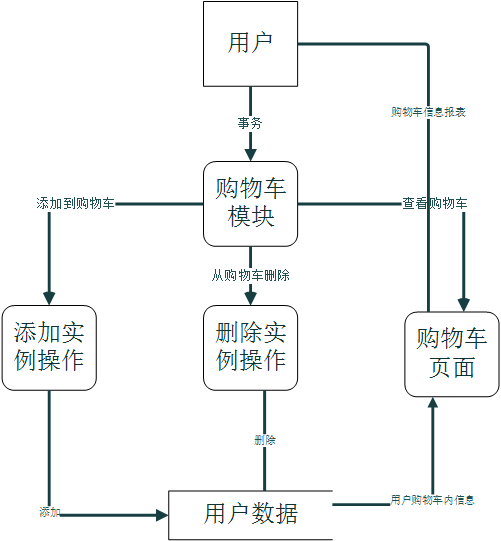 用户
购物车信息报表
事务
购物车
模块
添加到购物车
查看购物车
从购物车删除
添加实
例操作
删除实
例操作
购物车
页面
删除
用户购物车内信息
添加
用户数据